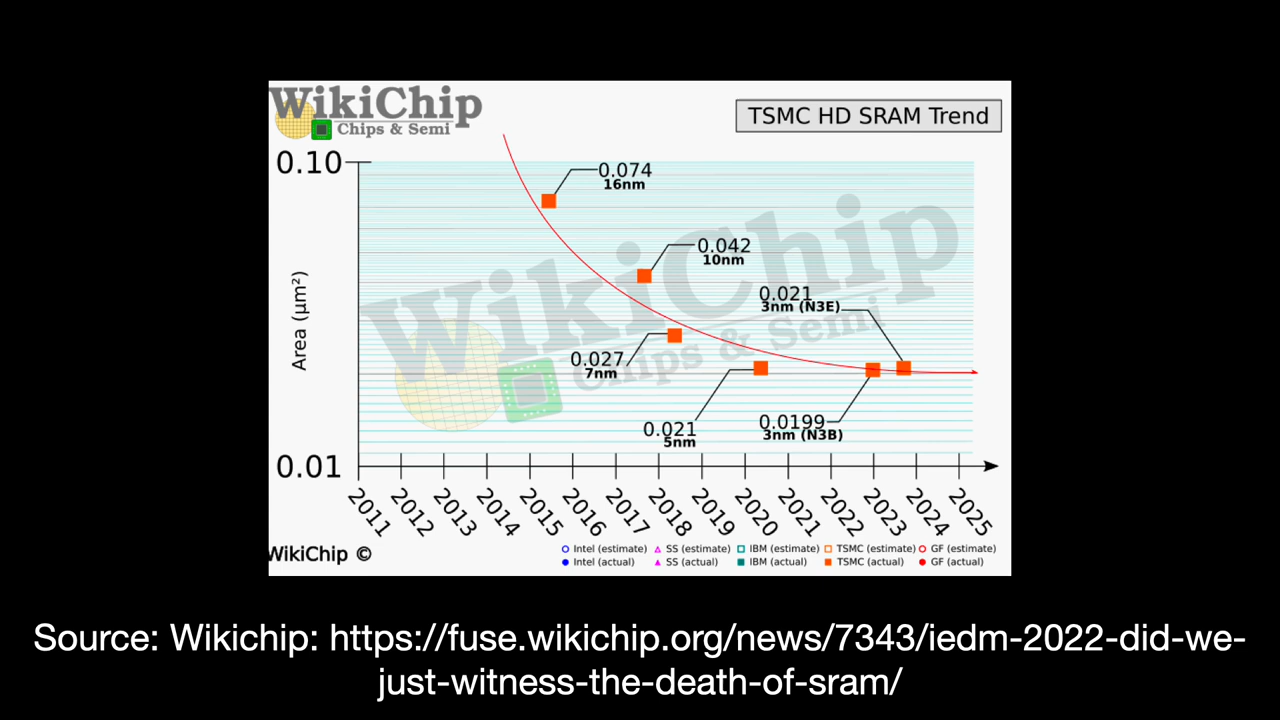 WikiChip
Chips & Semi
TSMC HD SRAM Trend
0.10
0.074
16nm
0.042
10nm
0.021
3nm (N3E)
Area (µm²)
WikiChip
Chips & Semi
0.027
7nm
0.021
5nm
0.0199
3nm (N3B)
0.01
2011 2012 2013 2014 2015 2016 2017 2018 2019 2020 2021 2022 2023 2024 2025
WikiChip ©
Intel (estimate) SS (estimate) IBM (estimate) TSMC (estimate) GF (estimate)
Intel (actual) SS (actual) IBM (actual) TSMC (actual) GF (actual)
Source: Wikichip: https://fuse.wikichip.org/news/7343/iedm-2022-did-we-
just-witness-the-death-of-sram/